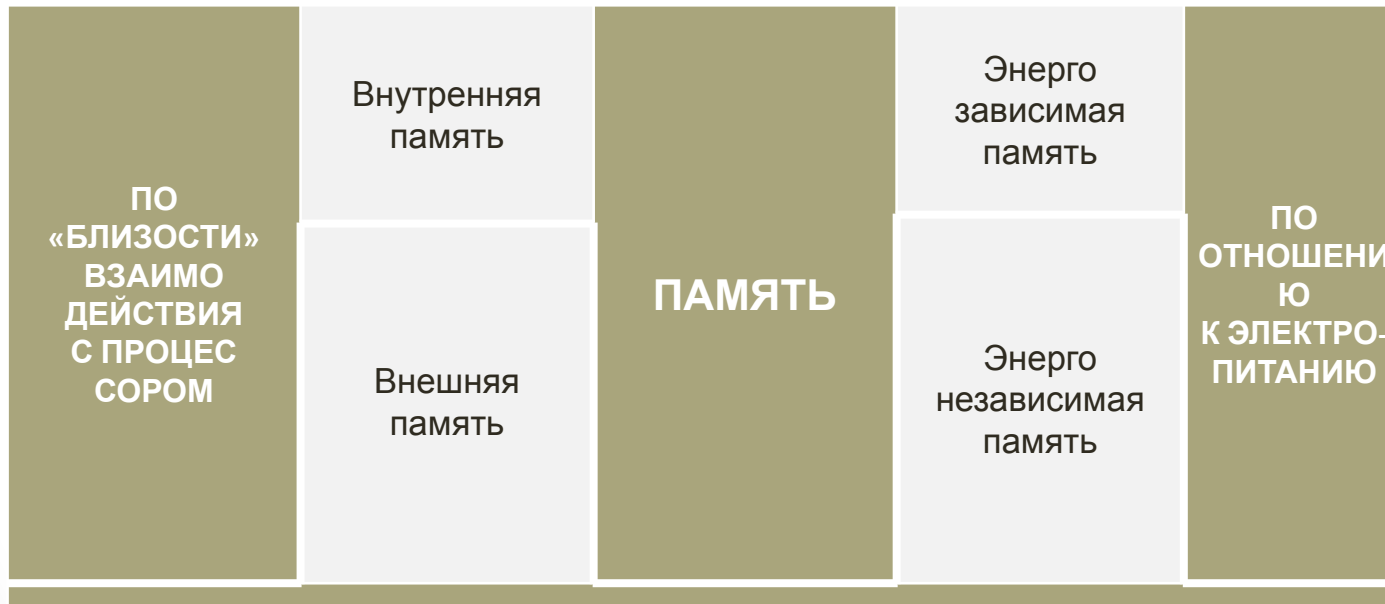 ПО
«БЛИЗОСТИ»
ВЗАИМО
ДЕЙСТВИЯ
С ПРОЦЕС
СОРОМ
Внутренняя
память
Внешняя
память
ПАМЯТЬ
Энерго
зависимая
память
Энерго
независимая
память
ПО
ОТНОШЕНИ
Ю
К ЭЛЕКТРО-
ПИТАНИЮ